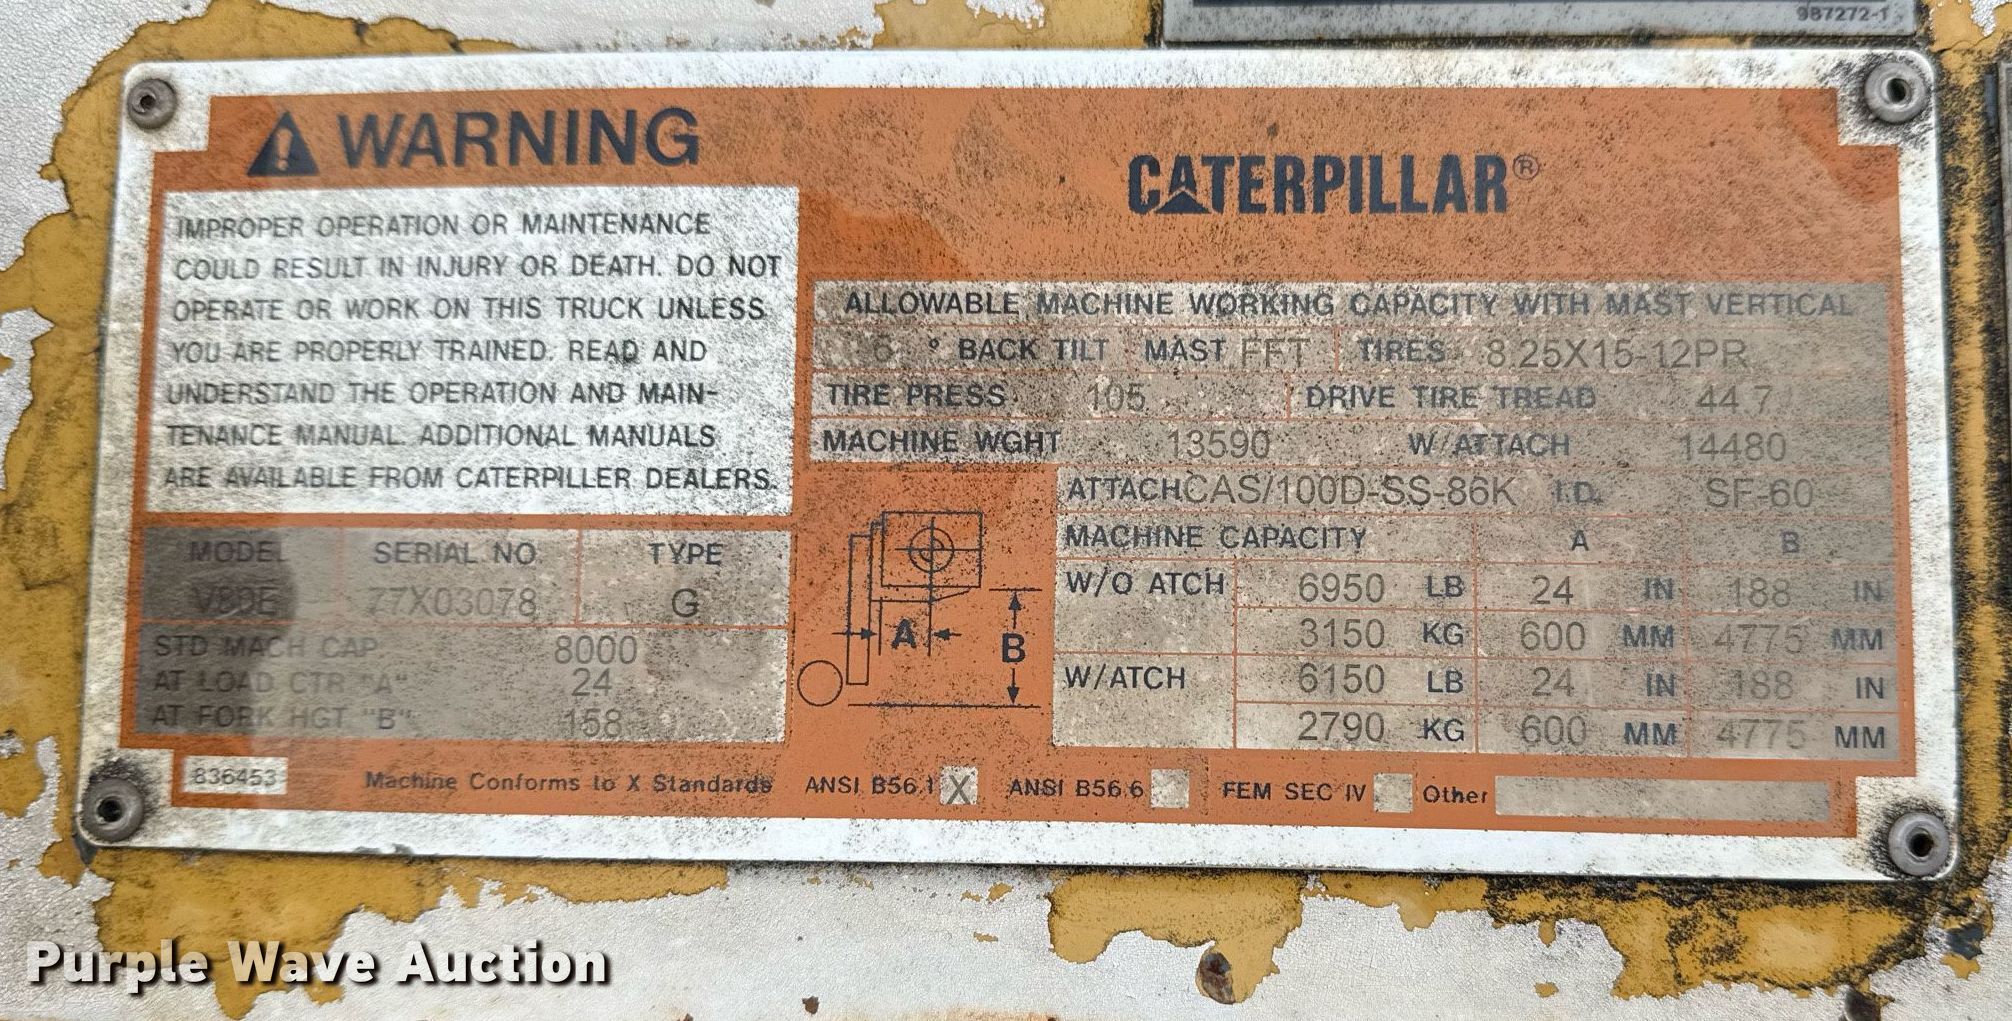 987272-1
WARNING
CATERPILLAR®
IMPROPER OPERATION OR MAINTENANCE
COULD RESULT IN INJURY OR DEATH. DO NOT
OPERATE OR WORK ON THIS TRUCK UNLESS
YOU ARE PROPERLY TRAINED. READ AND
UNDERSTAND THE OPERATION AND MAIN-
TENANCE MANUAL. ADDITIONAL MANUALS
ARE AVAILABLE FROM CATERPILLER DEALERS.
MODEL SERIAL NO TYPE
V80E 77X03078 G
STD MACH CAP 8000
AT LOAD CTR "A" 24
AT FORK HGT "B" 158
ALLOWABLE MACHINE WORKING CAPACITY WITH MAST VERTICAL
6 ° BACK TILT MAST FFT TIRES 8.25X15-12PR
TIRE PRESS. 105 DRIVE TIRE TREAD 44.7
MACHINE WGHT 13590 W/ATTACH 14480
ATTACH CAS/100D-SS-86K I.D. SF-60
MACHINE CAPACITY A B
W/O ATCH 6950 LB 24 IN 188 IN
3150 KG 600 MM 4775 MM
W/ATCH 6150 LB 24 IN 188 IN
2790 KG 600 MM 4775 MM
A
B
836453 Machine Conforms to X Standards ANSI B56.1 X ANSI B56.6 FEM SEC IV Other
Purple Wave Auction